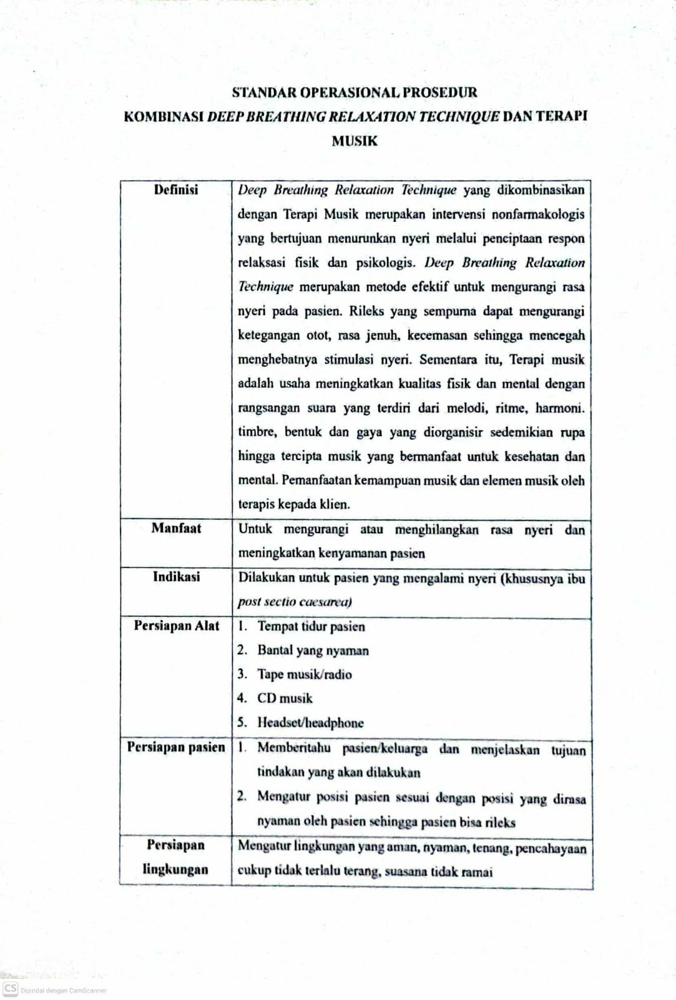 STANDAR OPERASIONAL PROSEDUR
KOMBINASI DEEP BREATHING RELAXATION TECHNIQUE DAN TERAPI
MUSIK
Definisi
Deep Breathing Relaxation Technique yang dikombinasikan
dengan Terapi Musik merupakan intervensi nonfarmakologis
yang bertujuan menurunkan nyeri melalui penciptaan respon
relaksasi fisik dan psikologis. Deep Breathing Relaxation
Technique merupakan metode efektif untuk mengurangi rasa
nyeri pada pasien. Rileks yang sempurna dapat mengurangi
ketegangan otot, rasa jenuh, kecemasan sehingga mencegah
menghebatnya stimulasi nyeri. Sementara itu, Terapi musik
adalah usaha meningkatkan kualitas fisik dan mental dengan
rangsangan suara yang terdiri dari melodi, ritme, harmoni.
timbre, bentuk dan gaya yang diorganisir sedemikian rupa
hingga tercipta musik yang bermanfaat untuk kesehatan dan
mental. Pemanfaatan kemampuan musik dan elemen musik oleh
terapis kepada klien.
Manfaat
Untuk mengurangi atau menghilangkan rasa nyeri dan
meningkatkan kenyamanan pasien
Indikasi
Dilakukan untuk pasien yang mengalami nyeri (khususnya ibu
post sectio caesarea)
Persiapan Alat
1. Tempat tidur pasien
2. Bantal yang nyaman
3. Tape musik/radio
4. CD musik
5. Headset/headphone
Persiapan pasien
1. Memberitahu pasien/keluarga dan menjelaskan tujuan
tindakan yang akan dilakukan
2. Mengatur posisi pasien sesuai dengan posisi yang dirasa
nyaman oleh pasien sehingga pasien bisa rileks
Persiapan
lingkungan
Mengatur lingkungan yang aman, nyaman, tenang, pencahayaan
cukup tidak terlalu terang, suasana tidak ramai
CS Dipindai dengan CamScanner